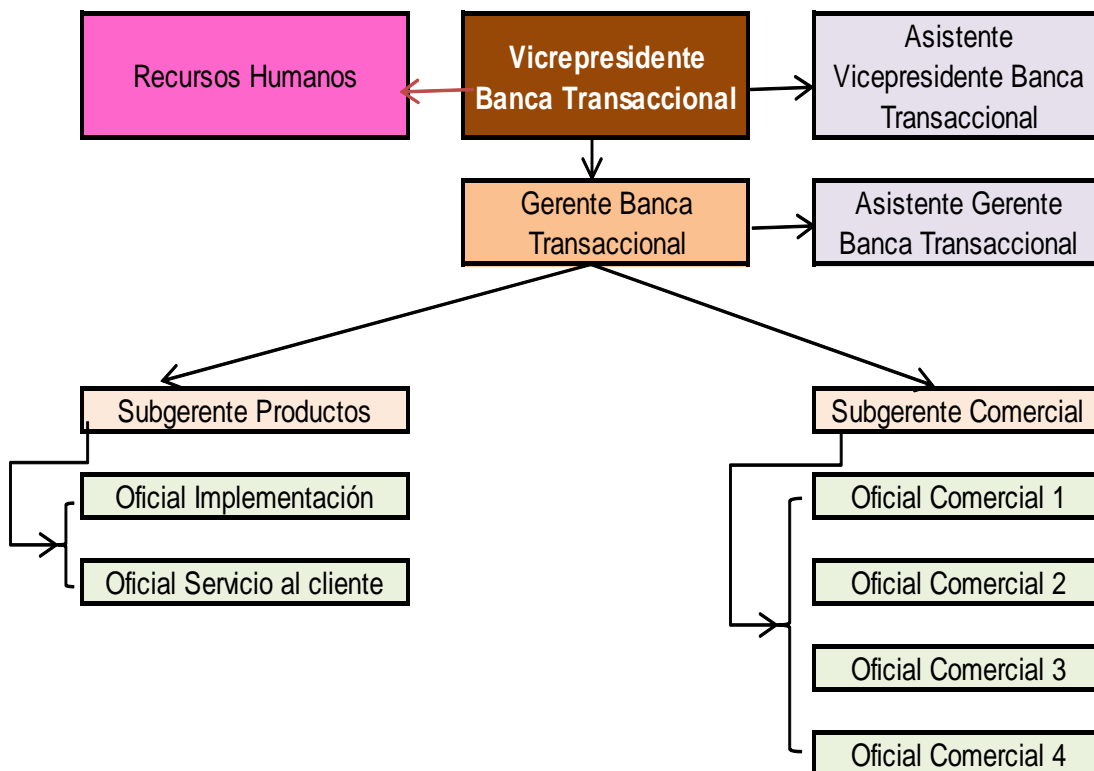 Recursos Humanos
Vicrepresidente
Banca Transaccional
Asistente
Vicepresidente Banca
Transaccional
Gerente Banca
Transaccional
Asistente Gerente
Banca Transaccional
Subgerente Productos
Subgerente Comercial
Oficial Implementación
Oficial Servicio al cliente
Oficial Comercial 1
Oficial Comercial 2
Oficial Comercial 3
Oficial Comercial 4